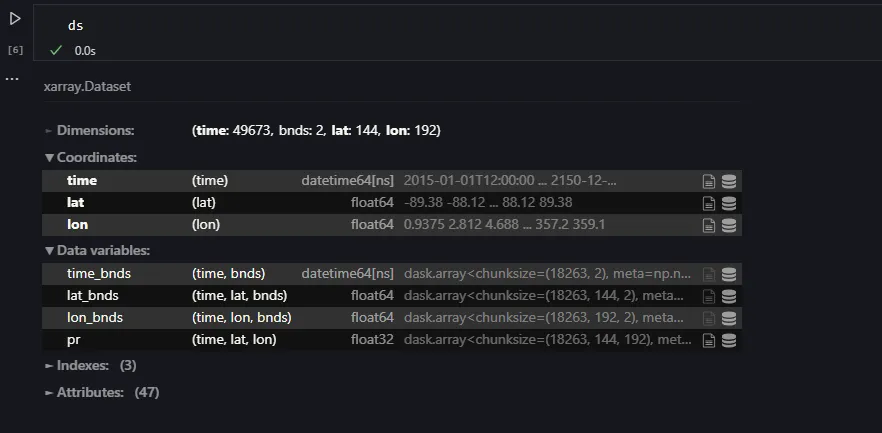 ds
[6] 0.0s
...
xarray.Dataset
► Dimensions: (time: 49673, bnds: 2, lat: 144, lon: 192)
▼ Coordinates:
time (time) datetime64[ns] 2015-01-01T12:00:00 ... 2150-12-...
lat (lat) float64 -89.38 -88.12 ... 88.12 89.38
lon (lon) float64 0.9375 2.812 4.688 ... 357.2 359.1
▼ Data variables:
time_bnds (time, bnds) datetime64[ns] dask.array<chunksize=(18263, 2), meta=np.n...
lat_bnds (time, lat, bnds) float64 dask.array<chunksize=(18263, 144, 2), meta...
lon_bnds (time, lon, bnds) float64 dask.array<chunksize=(18263, 192, 2), meta...
pr (time, lat, lon) float32 dask.array<chunksize=(18263, 144, 192), met...
► Indexes: (3)
► Attributes: (47)